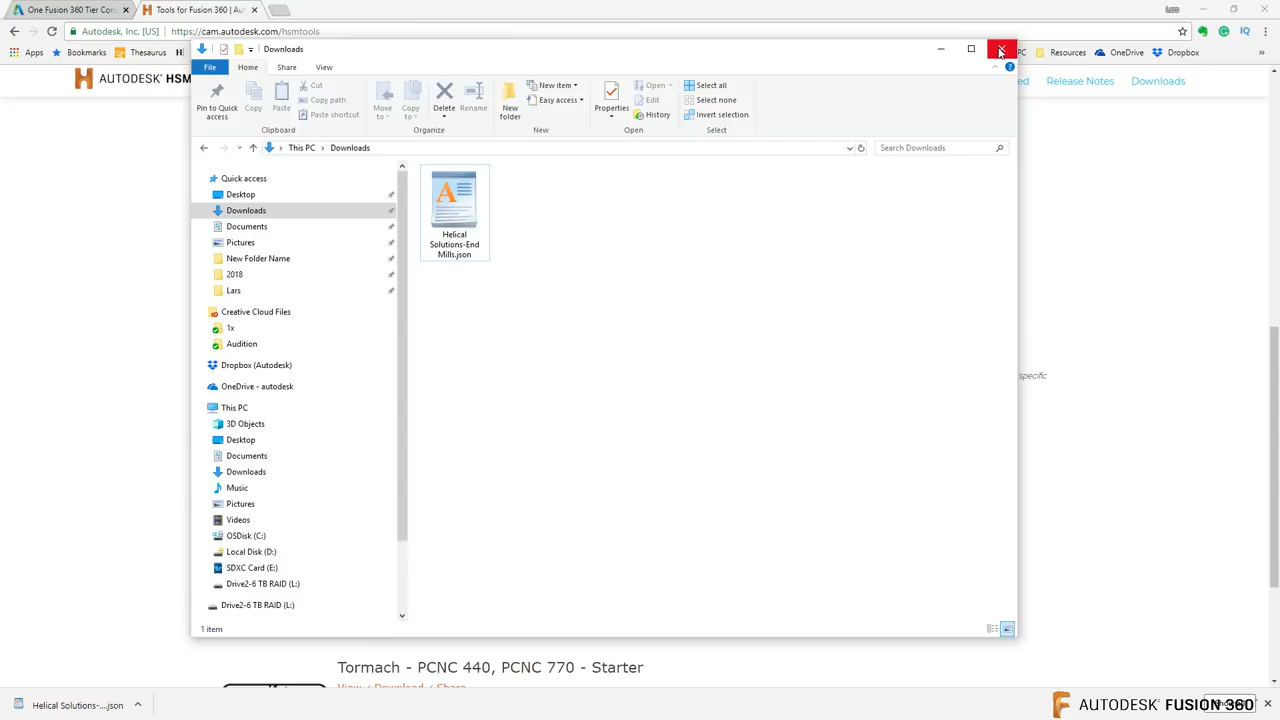 One Fusion 360 Tier Con
Tools for Fusion 360 | Au
Autodesk, Inc. [US]
https://cam.autodesk.com/hsmtools
Apps
Bookmarks
Thesaurus
H
PC
Resources
OneDrive
Dropbox
»
AUTODESK HSM
ed
Release Notes
Downloads
Downloads
File
Home
Share
View
Pin to Quick access
Copy
Paste
Cut
Copy path
Paste shortcut
Clipboard
Move to
Copy to
Delete
Rename
Organize
New folder
New item
Easy access
New
Properties
Open
Edit
History
Open
Select all
Select none
Invert selection
Select
This PC > Downloads
Search Downloads
Quick access
Desktop
Downloads
Documents
Pictures
New Folder Name
2018
Lars
Creative Cloud Files
1x
Audition
Dropbox (Autodesk)
OneDrive - autodesk
This PC
3D Objects
Desktop
Documents
Downloads
Music
Pictures
Videos
OSDisk (C:)
Local Disk (D:)
SDXC Card (E:)
Drive2-6 TB RAID (L:)
Drive2-6 TB RAID (L:)
Helical
Solutions-End
Mills.json
specific
1 item
Tormach - PCNC 440, PCNC 770 - Starter
View / Download / Share
Helical Solutions-....json
AUTODESK FUSION 360